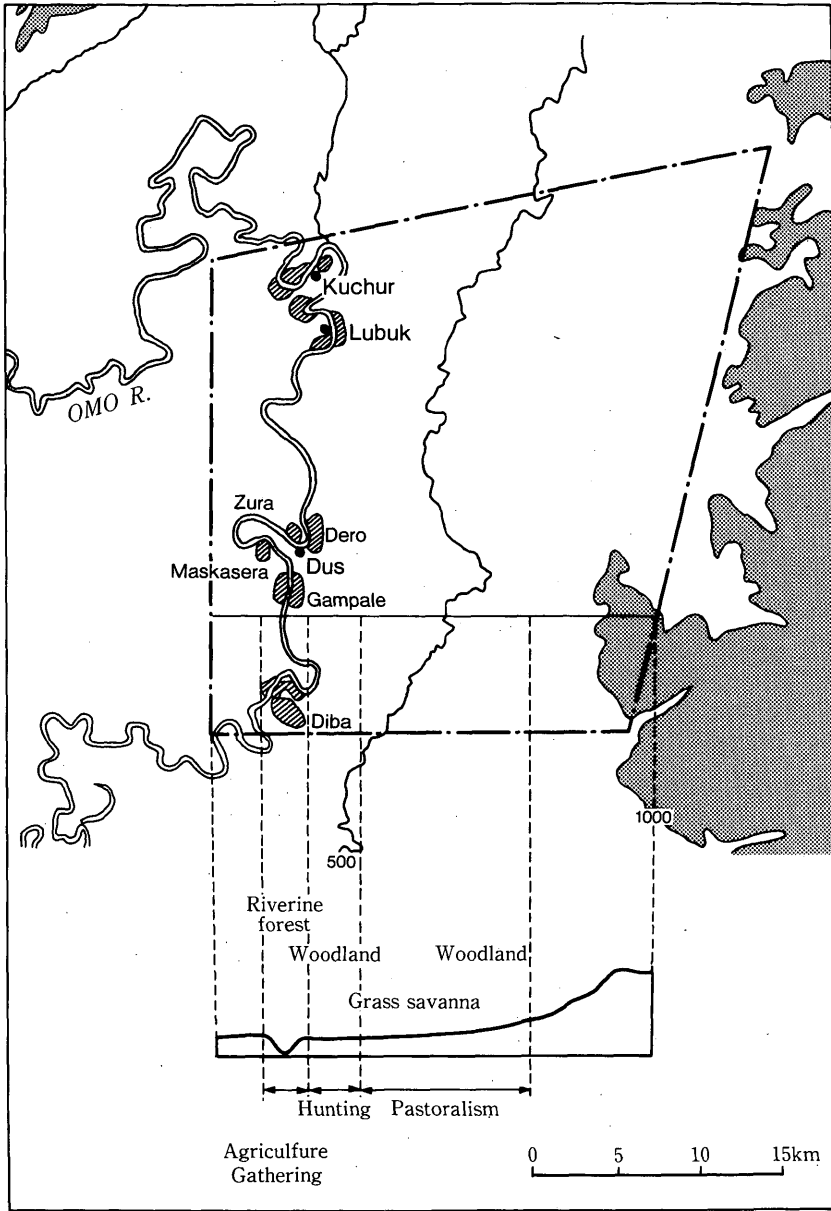 Kuchur
Lubuk
OMO R.
Zura
Dero
Dus
Maskasera
Gampale
Diba
1000
500
Riverine
forest
Woodland
Woodland
Grass savanna
Hunting
Pastoralism
Agriculfure
Gathering
0 5 10 15km